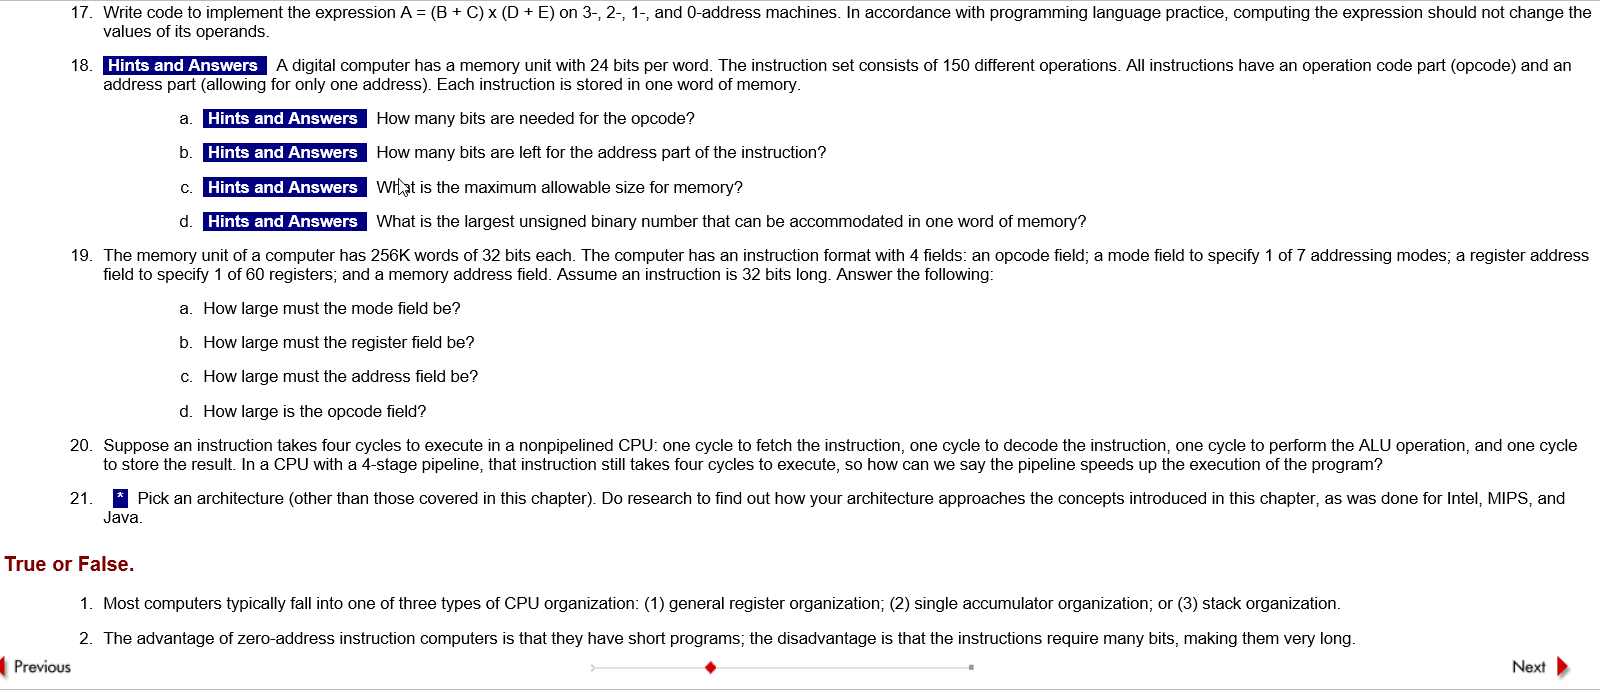 17. Write code to implement the expression A = (B + C) x (D + E) on 3-, 2-, 1-, and 0-address machines. In accordance with programming language practice, computing the expression should not change the
values of its operands.
18. Hints and Answers A digital computer has a memory unit with 24 bits per word. The instruction set consists of 150 different operations. All instructions have an operation code part (opcode) and an
address part (allowing for only one address). Each instruction is stored in one word of memory.
a. Hints and Answers How many bits are needed for the opcode?
b. Hints and Answers How many bits are left for the address part of the instruction?
c. Hints and Answers What is the maximum allowable size for memory?
d. Hints and Answers What is the largest unsigned binary number that can be accommodated in one word of memory?
19. The memory unit of a computer has 256K words of 32 bits each. The computer has an instruction format with 4 fields: an opcode field; a mode field to specify 1 of 7 addressing modes; a register address
field to specify 1 of 60 registers; and a memory address field. Assume an instruction is 32 bits long. Answer the following:
a. How large must the mode field be?
b. How large must the register field be?
c. How large must the address field be?
d. How large is the opcode field?
20. Suppose an instruction takes four cycles to execute in a nonpipelined CPU: one cycle to fetch the instruction, one cycle to decode the instruction, one cycle to perform the ALU operation, and one cycle
to store the result. In a CPU with a 4-stage pipeline, that instruction still takes four cycles to execute, so how can we say the pipeline speeds up the execution of the program?
21. * Pick an architecture (other than those covered in this chapter). Do research to find out how your architecture approaches the concepts introduced in this chapter, as was done for Intel, MIPS, and
Java.
True or False.
1. Most computers typically fall into one of three types of CPU organization: (1) general register organization; (2) single accumulator organization; or (3) stack organization.
2. The advantage of zero-address instruction computers is that they have short programs; the disadvantage is that the instructions require many bits, making them very long.
Previous Next